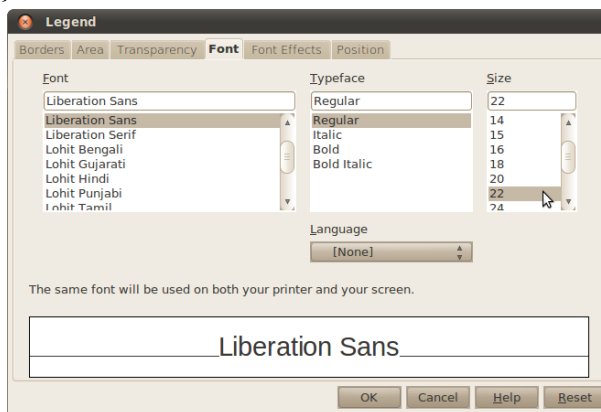 Legend
Borders Area Transparency Font Font Effects Position
Font Typeface Size
Liberation Sans Regular 22
Liberation Sans Regular 14
Liberation Serif Italic 15
Lohit Bengali Bold 16
Lohit Gujarati Bold Italic 18
Lohit Hindi 20
Lohit Punjabi 22
Lohit Tamil 24
Language
[None]
The same font will be used on both your printer and your screen.
Liberation Sans
OK Cancel Help Reset